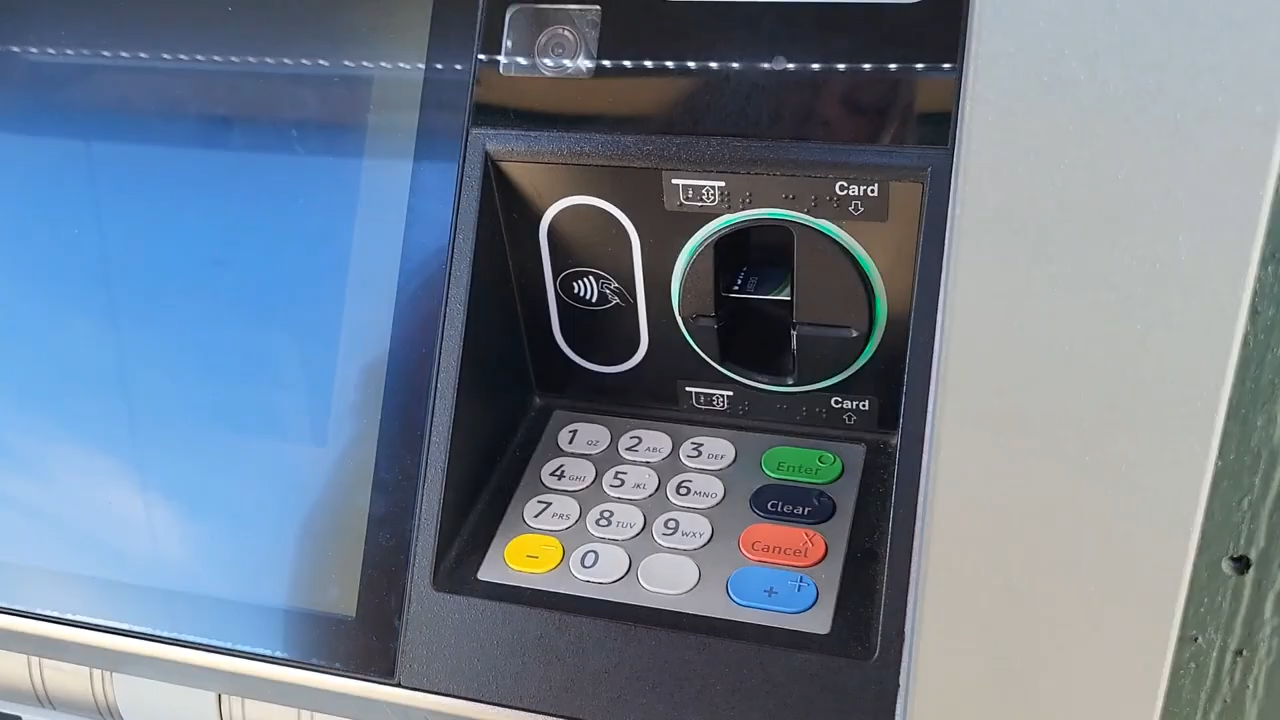 Card
DEBIT
Card
1 QZ 2 ABC 3 DEF Enter
4 GHI 5 JKL 6 MNO Clear
7 PRS 8 TUV 9 WXY Cancel
- 0 +